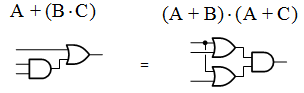 A + (B · C) (A + B) · (A + C)
=